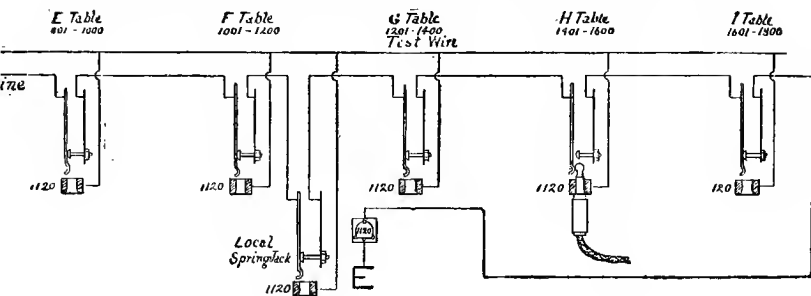 E Table
801-1000
F Table
1001-1200
G Table
1201-1400
Test Wire
H Table
1401-1600
I Table
1601-1800
ine
1120
1120
1120
1120
120
Local
SpringJack
1120
1120
E